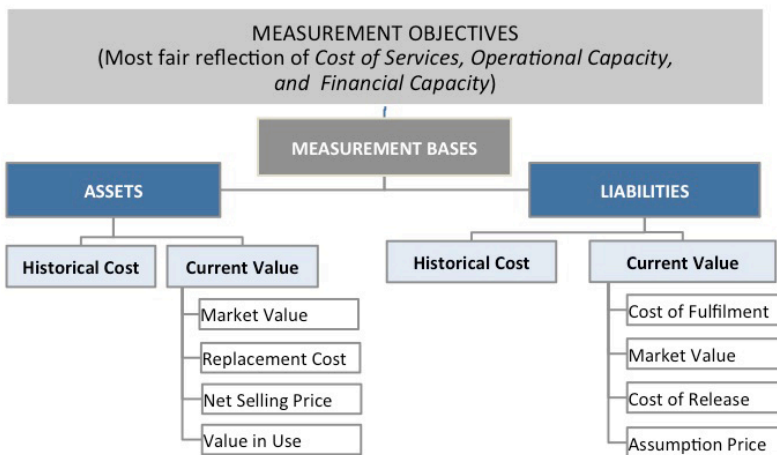 MEASUREMENT OBJECTIVES
(Most fair reflection of Cost of Services, Operational Capacity,
and Financial Capacity)
MEASUREMENT BASES
ASSETS
LIABILITIES
Historical Cost
Current Value
Market Value
Replacement Cost
Net Selling Price
Value in Use
Historical Cost
Current Value
Cost of Fulfilment
Market Value
Cost of Release
Assumption Price